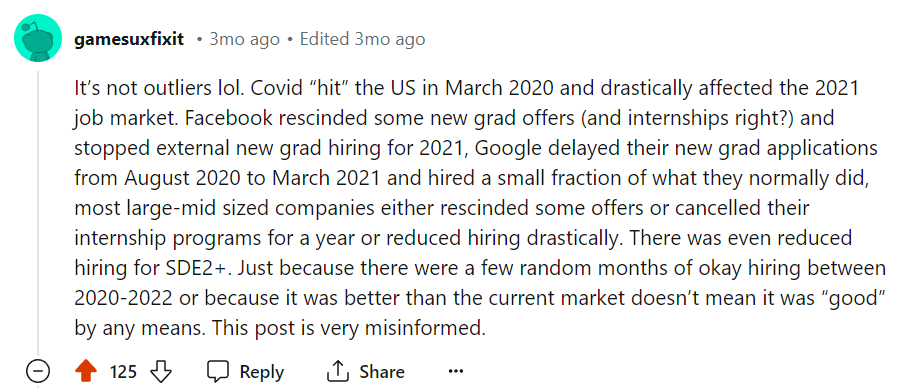 gamesuxfixit • 3mo ago • Edited 3mo ago
It’s not outliers lol. Covid “hit” the US in March 2020 and drastically affected the 2021
job market. Facebook rescinded some new grad offers (and internships right?) and
stopped external new grad hiring for 2021, Google delayed their new grad applications
from August 2020 to March 2021 and hired a small fraction of what they normally did,
most large-mid sized companies either rescinded some offers or cancelled their
internship programs for a year or reduced hiring drastically. There was even reduced
hiring for SDE2+. Just because there were a few random months of okay hiring between
2020-2022 or because it was better than the current market doesn’t mean it was “good”
by any means. This post is very misinformed.
125 Reply Share ...